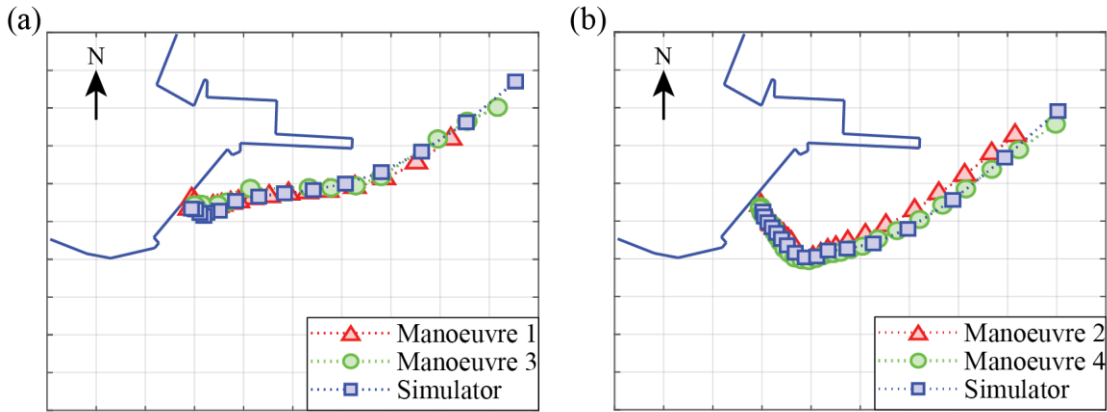 (a)
N
Manoeuvre 1
Manoeuvre 3
Simulator
(b)
N
Manoeuvre 2
Manoeuvre 4
Simulator